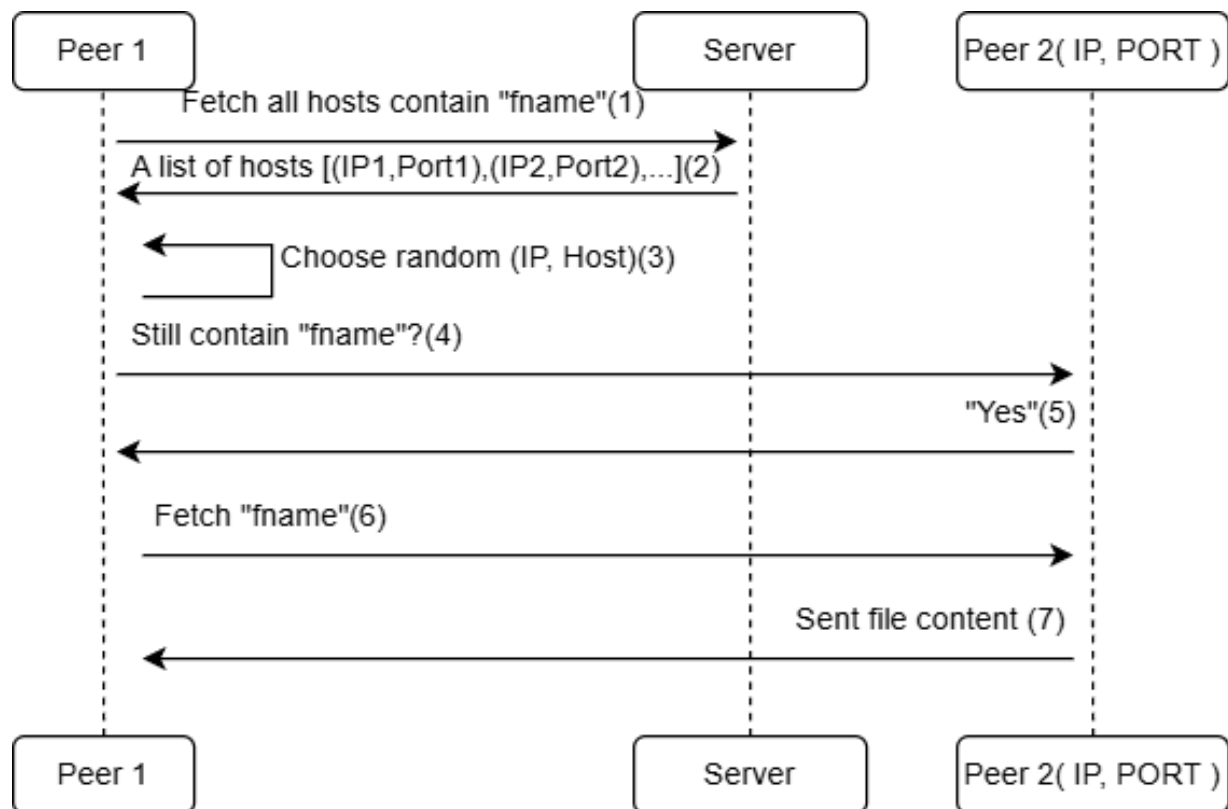 Peer 1
Server
Peer 2( IP, PORT )
Fetch all hosts contain "fname"(1)
A list of hosts [(IP1,Port1),(IP2,Port2),...](2)
Choose random (IP, Host)(3)
Still contain "fname"?(4)
"Yes"(5)
Fetch "fname"(6)
Sent file content (7)
Peer 1
Server
Peer 2( IP, PORT )